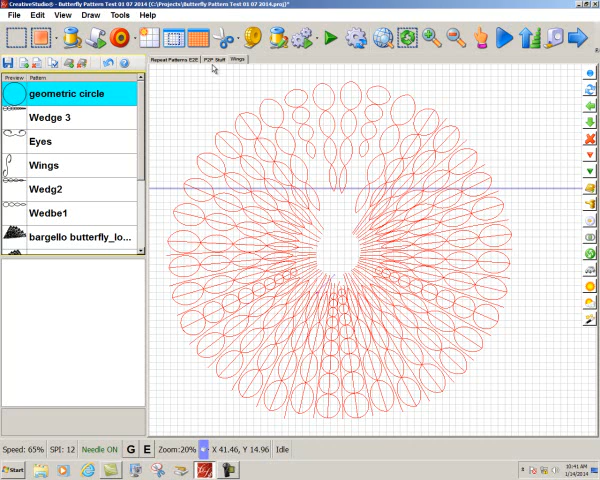 CreativeStudio® - Butterfly Pattern Test 01 07 2014 (C:\Projects\Butterfly Pattern Test 01 07 2014.proj)*
File View Draw Tools Help
Repeat Patterns E2E P2P Stuff Wings
Preview Pattern
geometric circle
Wedge 3
Eyes
Wings
Wedg2
Wedbe1
bargello butterfly_lo...
Speed: 65% SPI: 12 Needle ON G E Zoom:20% X 41.46, Y 14.96 Idle
Start
10:41 AM
1/14/2014